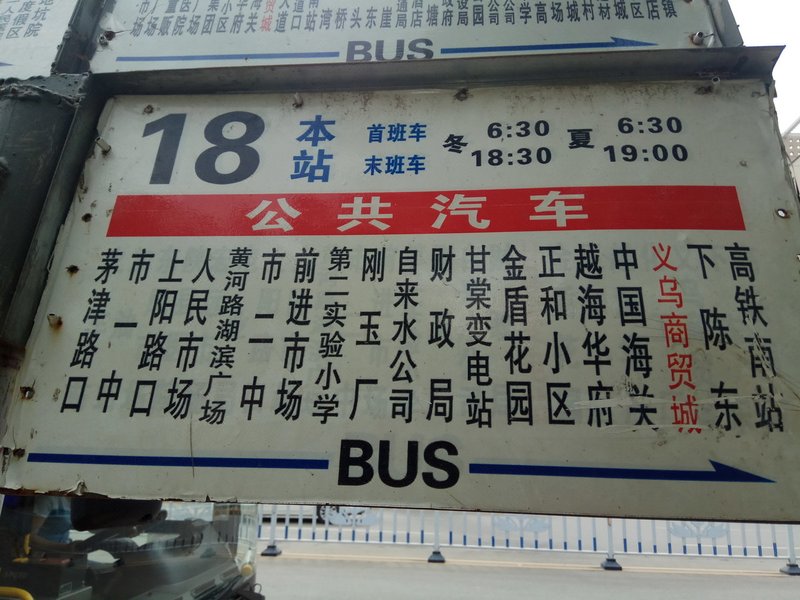 BUS
18
本站
首班车 冬 6:30 夏 6:30
末班车 18:30 19:00
公共汽车
茅津路口
市一中
上阳路口
人民市场
黄河路湖滨广场
市二中
前进市场
第二实验小学
刚玉厂
自来水公司
财政局
甘棠变电站
金盾花园
正和小区
越海华府
中国海关
义乌商贸城
下陈东
高铁南站
BUS